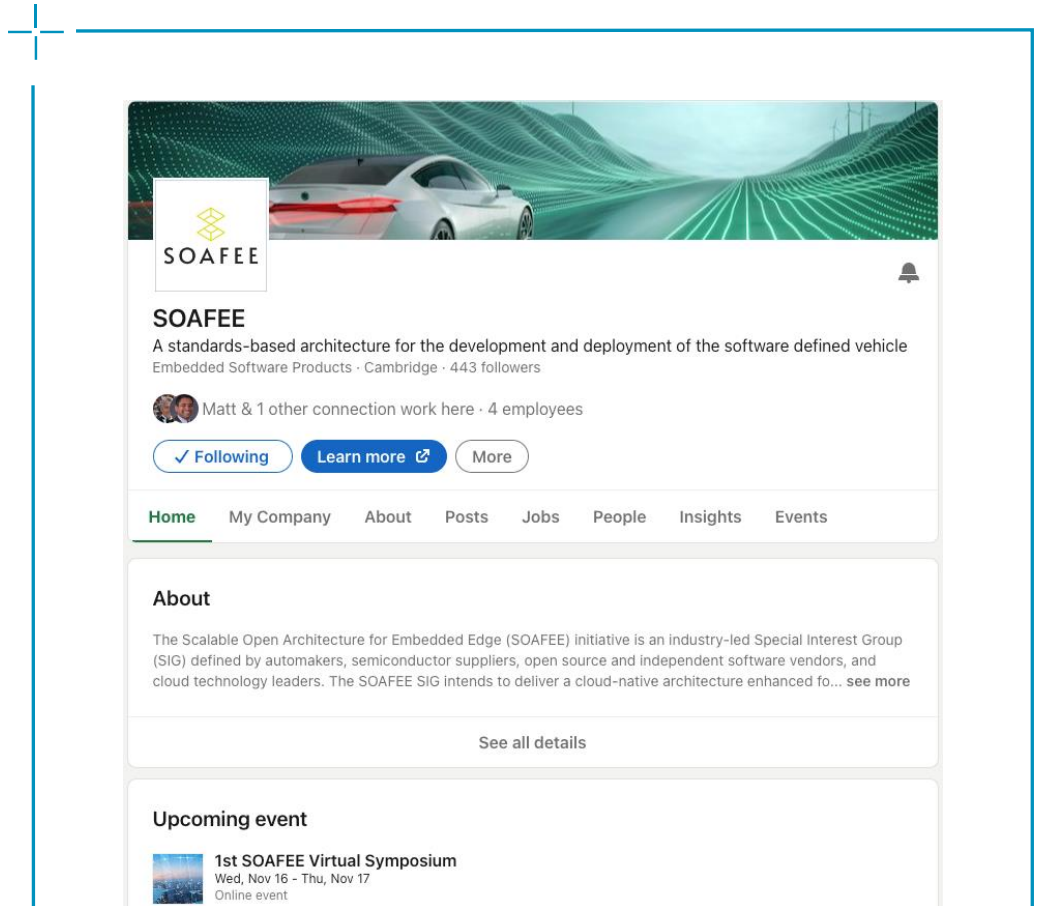 SOAFEE
SOAFEE
A standards-based architecture for the development and deployment of the software defined vehicle
Embedded Software Products · Cambridge · 443 followers
Matt & 1 other connection work here · 4 employees
✓ Following Learn more More
Home My Company About Posts Jobs People Insights Events
About
The Scalable Open Architecture for Embedded Edge (SOAFEE) initiative is an industry-led Special Interest Group
(SIG) defined by automakers, semiconductor suppliers, open source and independent software vendors, and
cloud technology leaders. The SOAFEE SIG intends to deliver a cloud-native architecture enhanced fo... see more
See all details
Upcoming event
1st SOAFEE Virtual Symposium
Wed, Nov 16 - Thu, Nov 17
Online event